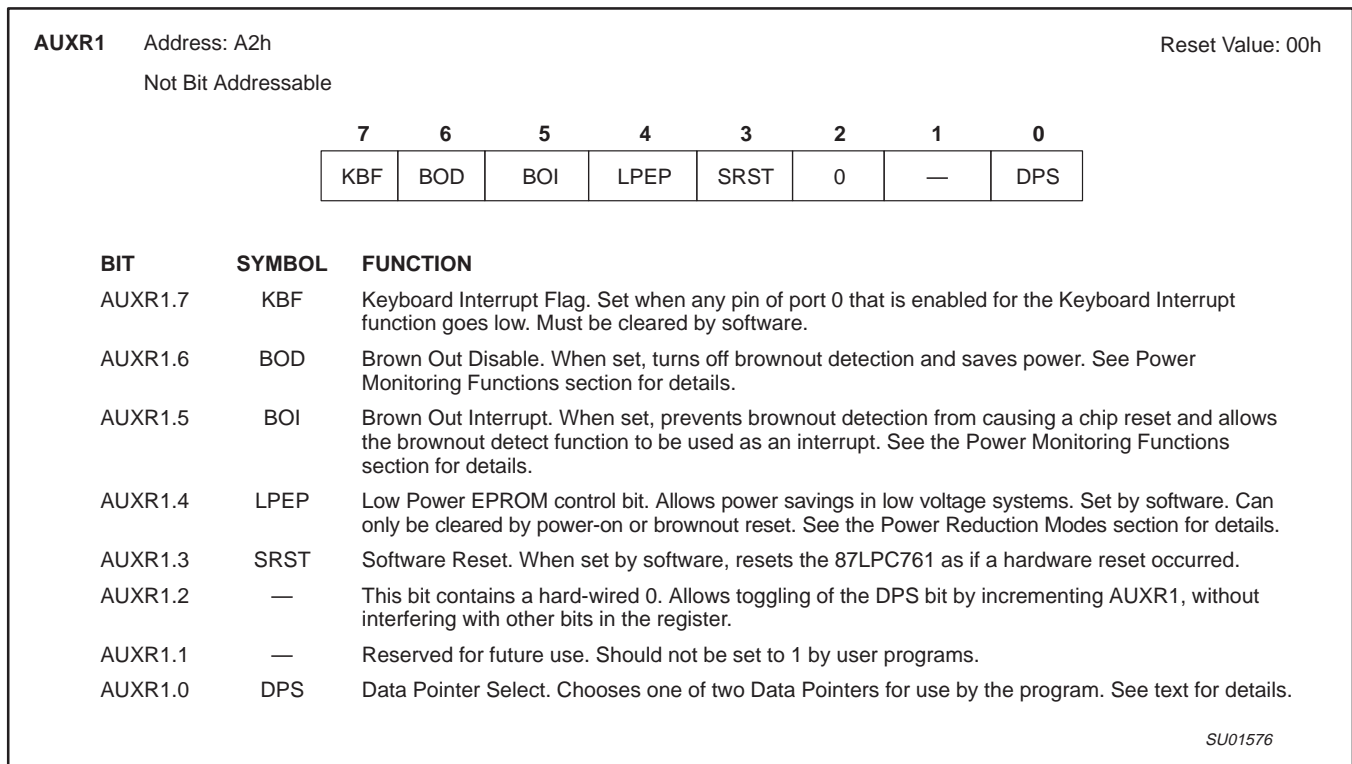 AUXR1 Address: A2h Reset Value: 00h
Not Bit Addressable
7 6 5 4 3 2 1 0
KBF BOD BOI LPEP SRST 0 — DPS
BIT SYMBOL FUNCTION
AUXR1.7 KBF Keyboard Interrupt Flag. Set when any pin of port 0 that is enabled for the Keyboard Interrupt
function goes low. Must be cleared by software.
AUXR1.6 BOD Brown Out Disable. When set, turns off brownout detection and saves power. See Power
Monitoring Functions section for details.
AUXR1.5 BOI Brown Out Interrupt. When set, prevents brownout detection from causing a chip reset and allows
the brownout detect function to be used as an interrupt. See the Power Monitoring Functions
section for details.
AUXR1.4 LPEP Low Power EPROM control bit. Allows power savings in low voltage systems. Set by software. Can
only be cleared by power-on or brownout reset. See the Power Reduction Modes section for details.
AUXR1.3 SRST Software Reset. When set by software, resets the 87LPC761 as if a hardware reset occurred.
AUXR1.2 — This bit contains a hard-wired 0. Allows toggling of the DPS bit by incrementing AUXR1, without
interfering with other bits in the register.
AUXR1.1 — Reserved for future use. Should not be set to 1 by user programs.
AUXR1.0 DPS Data Pointer Select. Chooses one of two Data Pointers for use by the program. See text for details.
SU01576